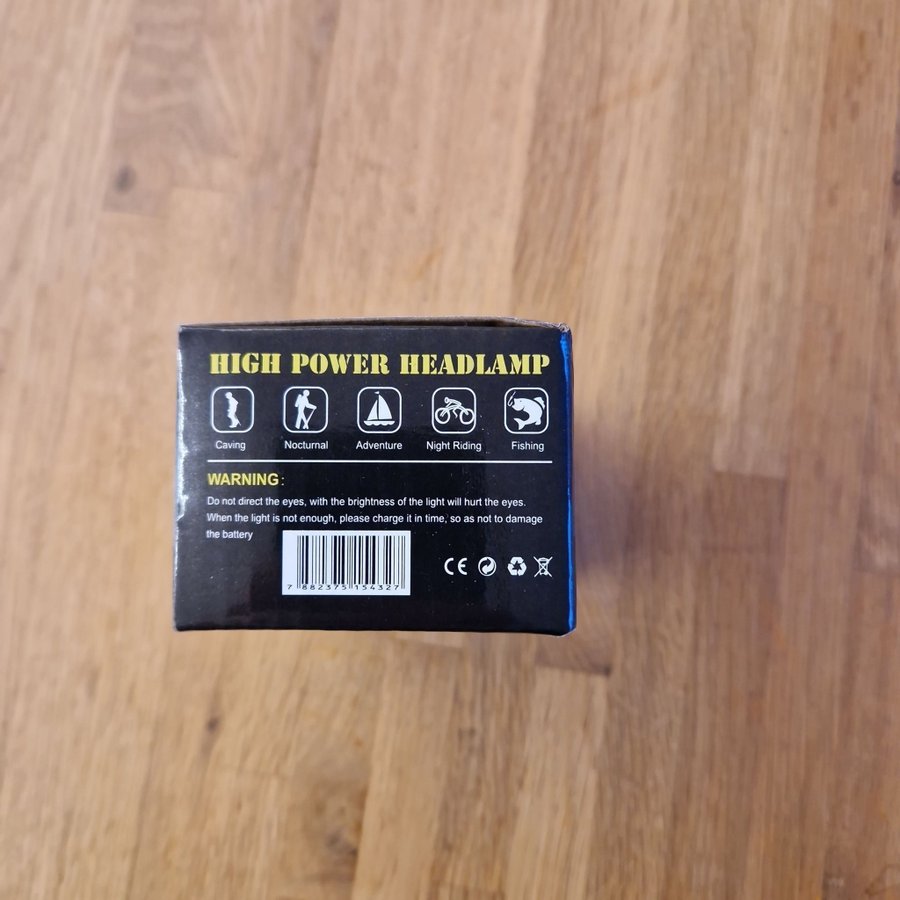 HIGH POWER HEADLAMP
Caving Nocturnal Adventure Night Riding Fishing
WARNING:
Do not direct the eyes, with the brightness of the light will hurt the eyes.
When the light is not enough, please charge it in time, so as not to damage
the battery
CE
7 882375 154327